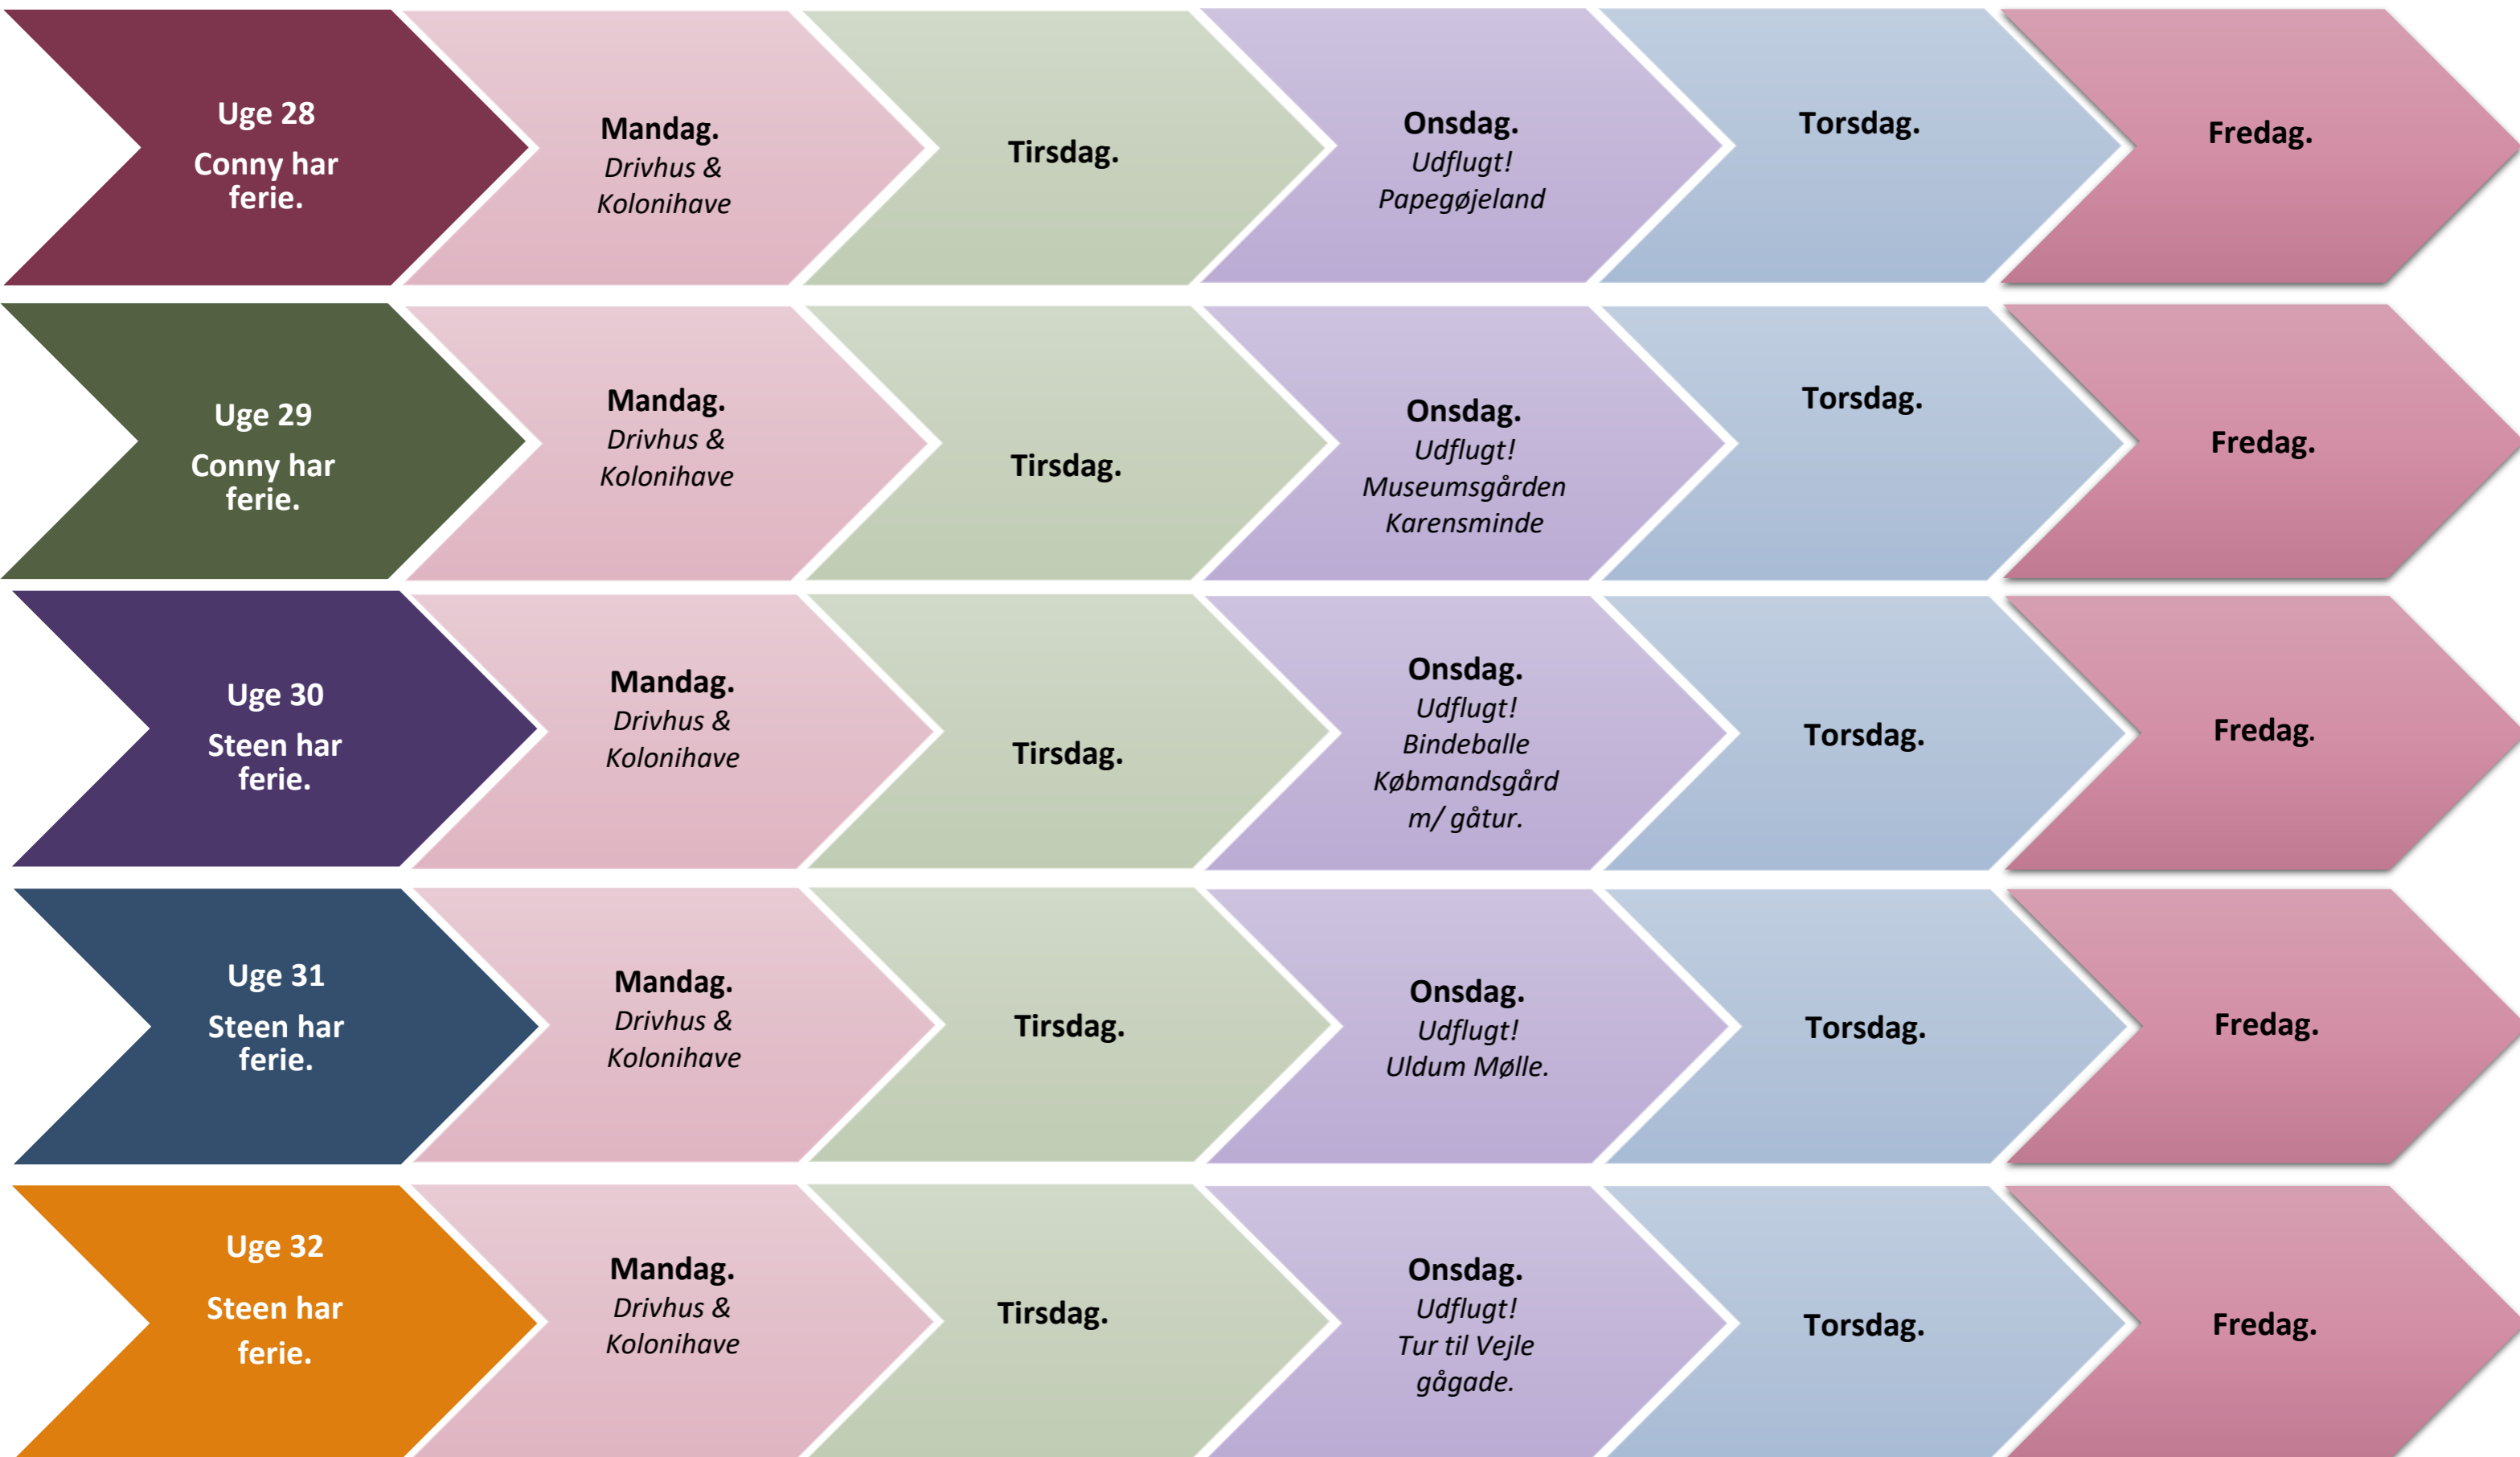 Uge 28
Conny har
ferie.
Mandag.
Drivhus &
Kolonihave
Tirsdag.
Onsdag.
Udflugt!
Papegøjeland
Torsdag.
Fredag.
Uge 29
Conny har
ferie.
Mandag.
Drivhus &
Kolonihave
Tirsdag.
Onsdag.
Udflugt!
Museumsgården
Karensminde
Torsdag.
Fredag.
Uge 30
Steen har
ferie.
Mandag.
Drivhus &
Kolonihave
Tirsdag.
Onsdag.
Udflugt!
Bindeballe
Købmandsgård
m/ gåtur.
Torsdag.
Fredag.
Uge 31
Steen har
ferie.
Mandag.
Drivhus &
Kolonihave
Tirsdag.
Onsdag.
Udflugt!
Uldum Mølle.
Torsdag.
Fredag.
Uge 32
Steen har
ferie.
Mandag.
Drivhus &
Kolonihave
Tirsdag.
Onsdag.
Udflugt!
Tur til Vejle
gågade.
Torsdag.
Fredag.